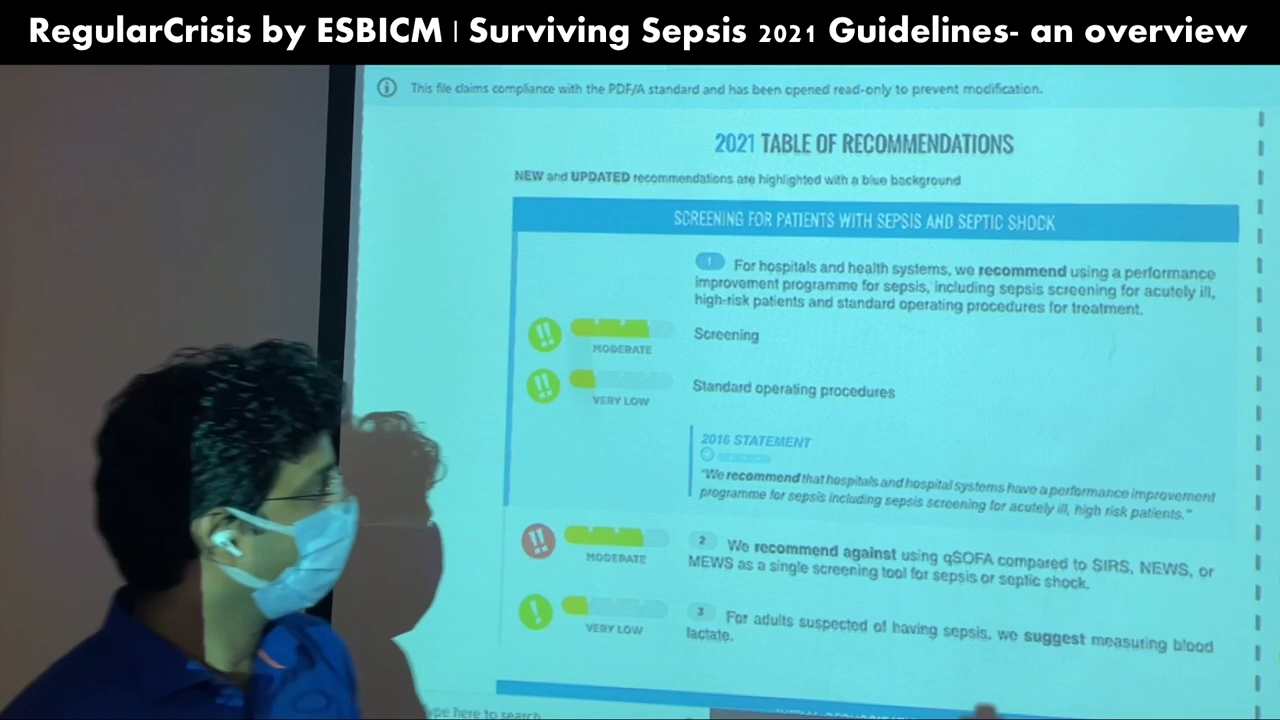 RegularCrisis by ESBICM | Surviving Sepsis 2021 Guidelines- an overview
This file claims compliance with the PDF/A standard and has been opened read-only to prevent modification.
2021 TABLE OF RECOMMENDATIONS
NEW and UPDATED recommendations are highlighted with a blue background
SCREENING FOR PATIENTS WITH SEPSIS AND SEPTIC SHOCK
1 For hospitals and health systems, we recommend using a performance
improvement programme for sepsis, including sepsis screening for acutely ill,
high-risk patients and standard operating procedures for treatment.
!! MODERATE Screening
!! VERY LOW Standard operating procedures
2016 STATEMENT
"We recommend that hospitals and hospital systems have a performance improvement
programme for sepsis including sepsis screening for acutely ill, high risk patients."
!! MODERATE 2 We recommend against using qSOFA compared to SIRS, NEWS, or
MEWS as a single screening tool for sepsis or septic shock.
! VERY LOW 3 For adults suspected of having sepsis, we suggest measuring blood
lactate.
here to search